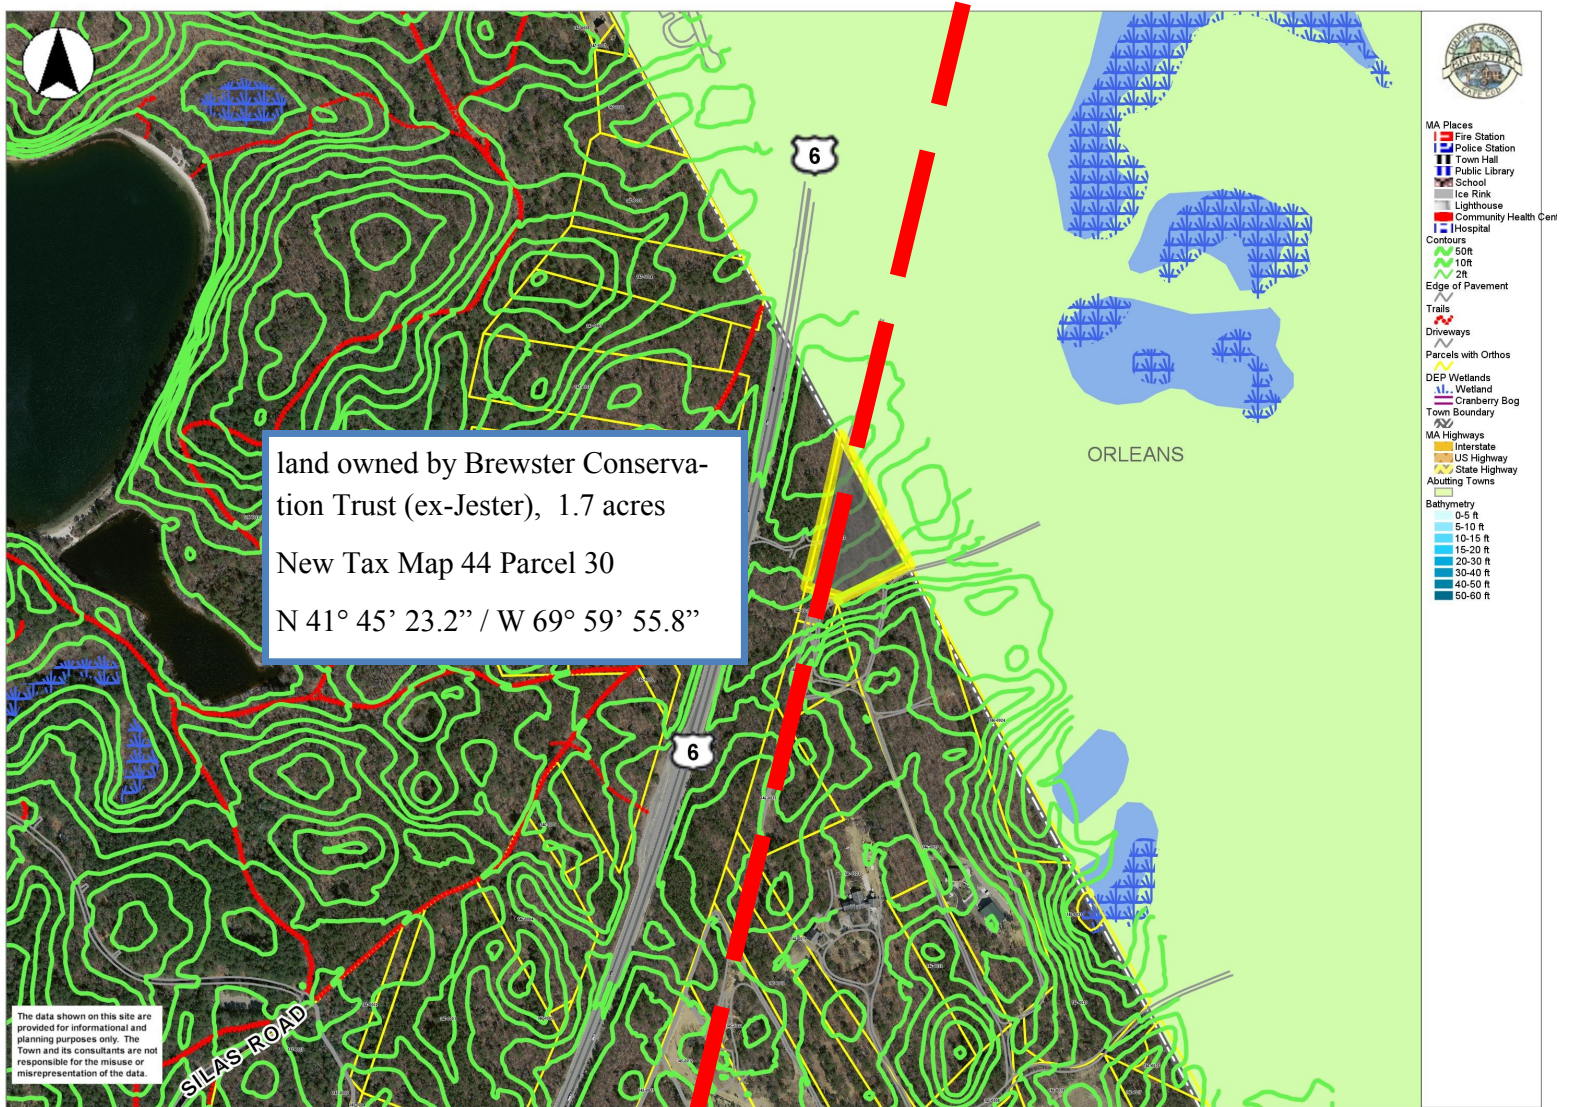 6
land owned by Brewster Conserva-
tion Trust (ex-Jester),  1.7 acres
New Tax Map 44 Parcel 30
N 41° 45’ 23.2” / W 69° 59’ 55.8”
ORLEANS
6
SILAS ROAD
The data shown on this site are
provided for informational and
planning purposes only.  The
Town and its consultants are not
responsible for the misuse or
misrepresentation of the data.
CHAMBER of COMMERCE
BREWSTER
CAPE COD
MA Places
Fire Station
Police Station
Town Hall
Public Library
School
Ice Rink
Lighthouse
Community Health Cent
Hospital
Contours
50ft
10ft
2ft
Edge of Pavement
Trails
Driveways
Parcels with Orthos
DEP Wetlands
Wetland
Cranberry Bog
Town Boundary
MA Highways
Interstate
US Highway
State Highway
Abutting Towns
Bathymetry
0-5 ft
5-10 ft
10-15 ft
15-20 ft
20-30 ft
30-40 ft
40-50 ft
50-60 ft